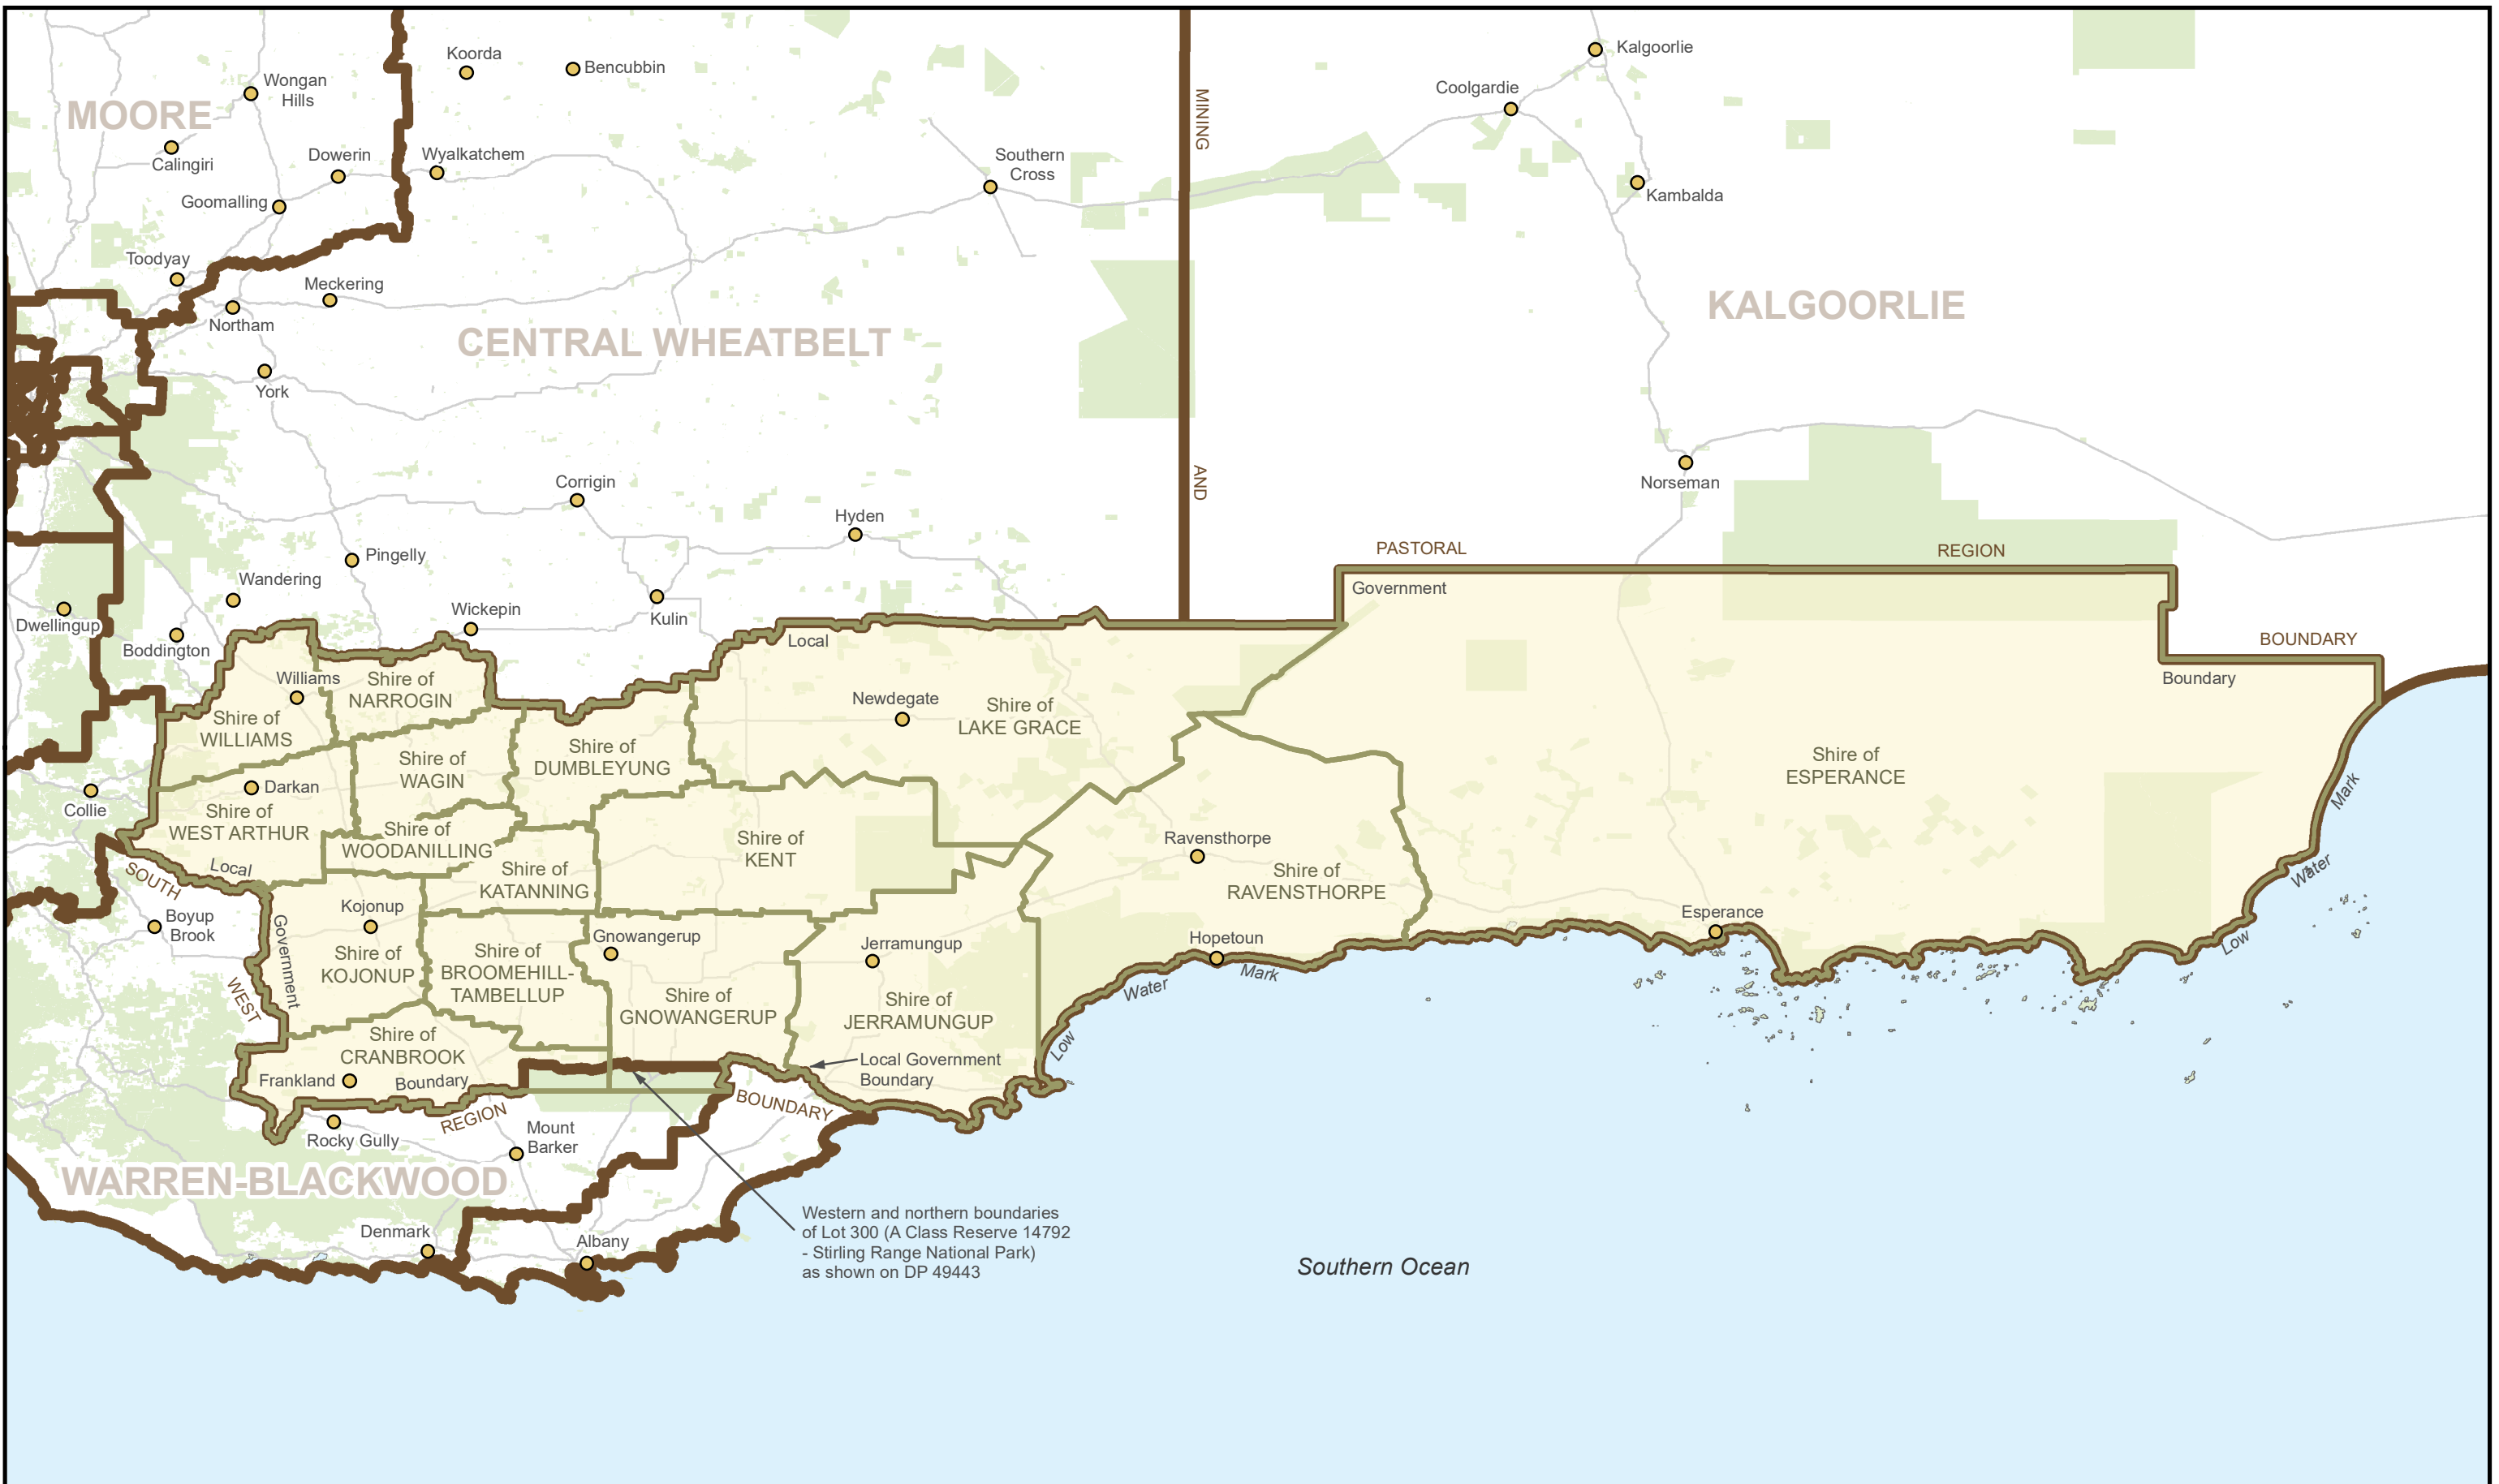 Koorda
Bencubbin
Kalgoorlie
Wongan
Hills
MOORE
Coolgardie
MINING
Calingiri
Dowerin
Wyalkatchem
Southern
Cross
Goomalling
Kambalda
Toodyay
Meckering
Northam
CENTRAL WHEATBELT
KALGOORLIE
York
Corrigin
AND
Norseman
Hyden
Pingelly
PASTORAL
REGION
Wandering
Government
Wickepin
Kulin
Dwellingup
Boddington
Local
BOUNDARY
Boundary
Williams
Shire of
NARROGIN
Newdegate
Shire of
LAKE GRACE
Shire of
WILLIAMS
Shire of
WAGIN
Shire of
DUMBLEYUNG
Shire of
ESPERANCE
Darkan
Collie
Shire of
WEST ARTHUR
Mark
Shire of
WOODANILLING
Shire of
KENT
Ravensthorpe
Local
SOUTH
Shire of
KATANNING
Shire of
RAVENSTHORPE
Water
Kojonup
Boyup
Brook
Government
Esperance
Gnowangerup
Jerramungup
Hopetoun
Low
Shire of
KOJONUP
Shire of
BROOMEHILL-
TAMBELLUP
Mark
Water
WEST
Shire of
GNOWANGERUP
Shire of
JERRAMUNGUP
Shire of
CRANBROOK
Low
Local Government
Boundary
Frankland
Boundary
REGION
BOUNDARY
Rocky Gully
Mount
Barker
WARREN-BLACKWOOD
Western and northern boundaries
of Lot 300 (A Class Reserve 14792
- Stirling Range National Park)
as shown on DP 49443
Denmark
Albany
Southern Ocean